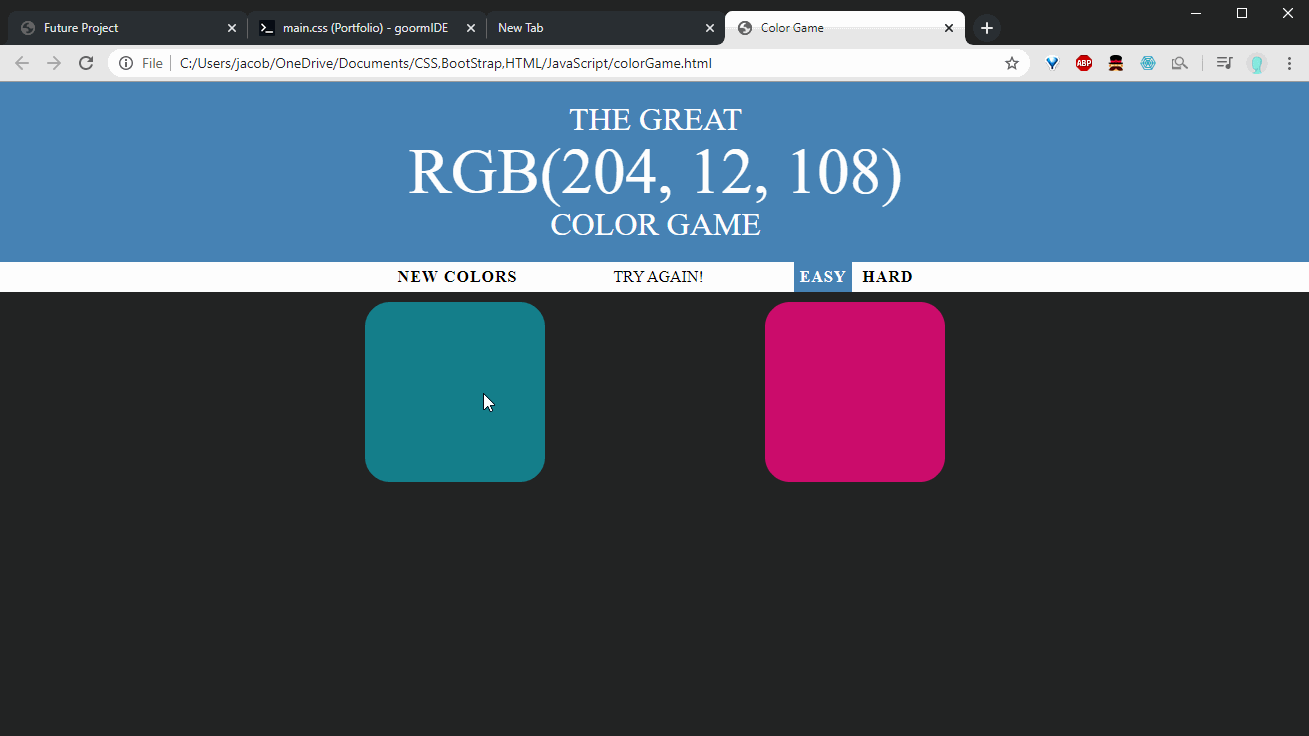 Future Project
main.css (Portfolio) - goormIDE
New Tab
Color Game
File
C:/Users/jacob/OneDrive/Documents/CSS,BootStrap,HTML/JavaScript/colorGame.html
ABP
THE GREAT
RGB(204, 12, 108)
COLOR GAME
NEW COLORS
TRY AGAIN!
EASY
HARD